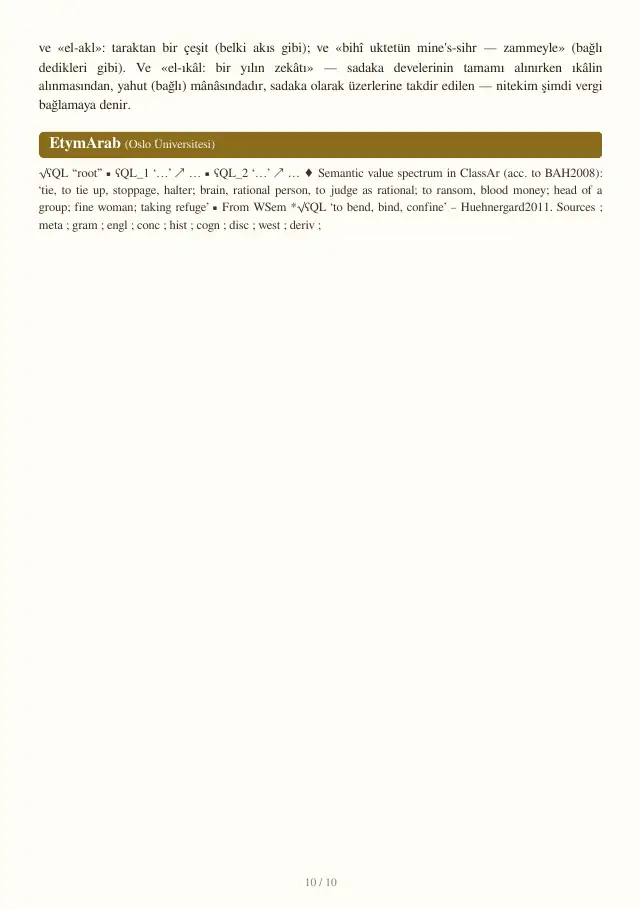 ve «el-akl»: taraktan bir çeşit (belki akıs gibi); ve «bihî uktetün mine's-sihr — zammeyle» (bağlı
dedikleri gibi). Ve «el-ıkâl: bir yılın zekâtı» — sadaka develerinin tamamı alınırken ıkâlin
alınmasından, yahut (bağlı) mânâsındadır, sadaka olarak üzerlerine takdir edilen — nitekim şimdi vergi
bağlamaya denir.
EtymArab (Oslo Üniversitesi)
√ʕQL “root” ▪ ʕQL_1 ‘…’ ↗ … ▪ ʕQL_2 ‘…’ ↗ … ♦ Semantic value spectrum in ClassAr (acc. to BAH2008):
‘tie, to tie up, stoppage, halter; brain, rational person, to judge as rational; to ransom, blood money; head of a
group; fine woman; taking refuge’ ▪ From WSem *√ʕQL ‘to bend, bind, confine’ – Huehnergard2011. Sources ;
meta ; gram ; engl ; conc ; hist ; cogn ; disc ; west ; deriv ;
10 / 10